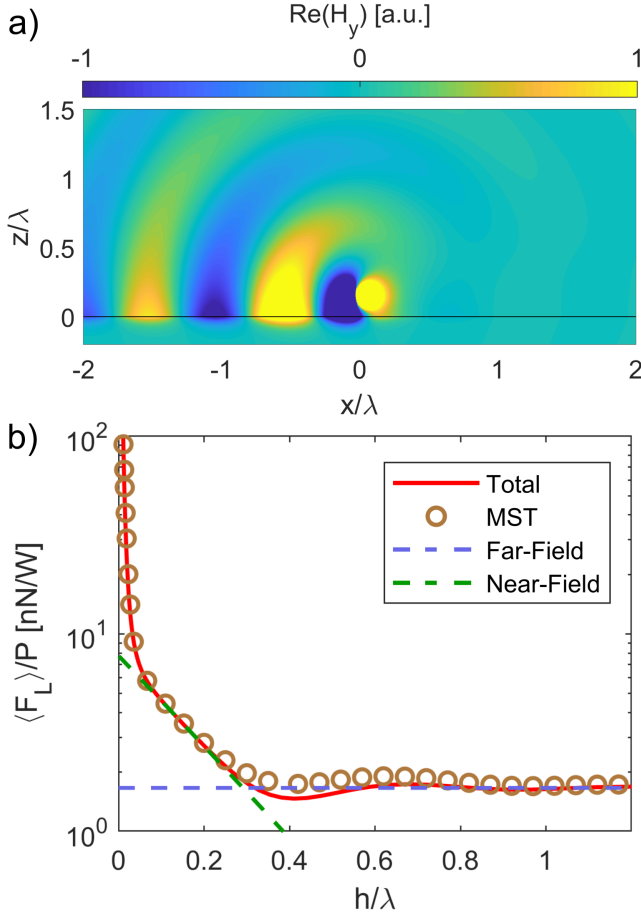 a)
Re(H_y) [a.u.]
-1 0 1
1.5
1
0.5
0
z/λ
-2 -1 0 1 2
x/λ
b)
10^2
10^1
10^0
⟨F_L⟩/P [nN/W]
Total
MST
Far-Field
Near-Field
0 0.2 0.4 0.6 0.8 1
h/λ